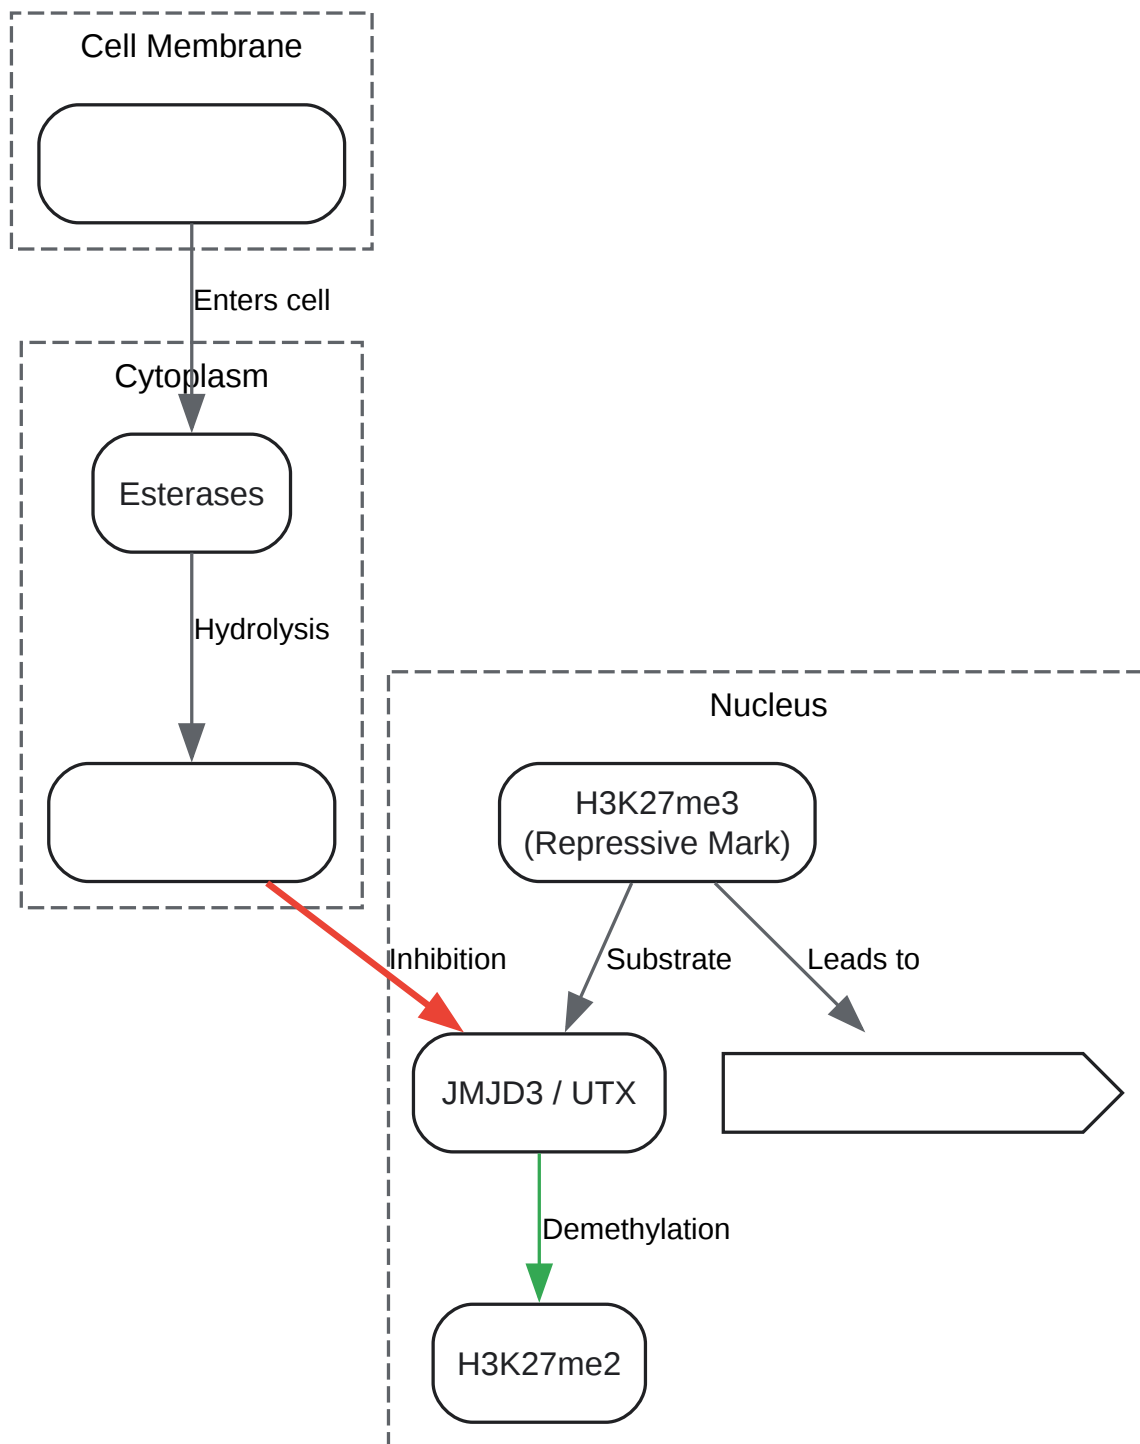 Cell Membrane
Enters cell
Cytoplasm
Esterases
Hydrolysis
Nucleus
H3K27me3
(Repressive Mark)
Inhibition
Substrate
Leads to
JMJD3 / UTX
Demethylation
H3K27me2